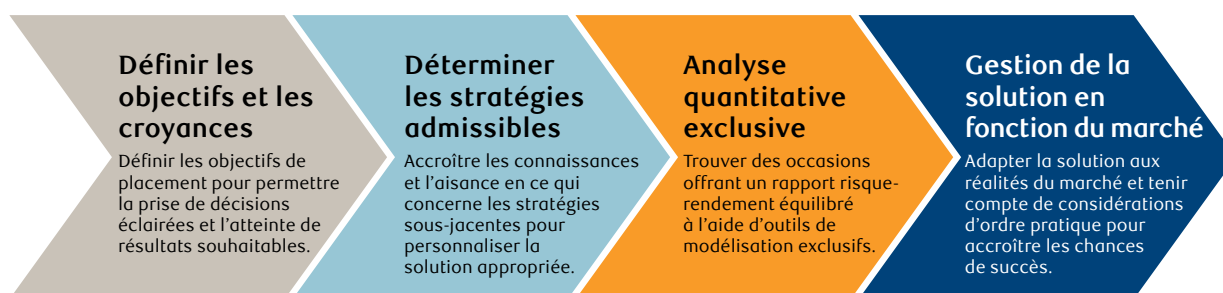 Définir les
objectifs et les
croyances
Définir les objectifs de
placement pour permettre
la prise de décisions
éclairées et l'atteinte de
résultats souhaitables.
Déterminer
les stratégies
admissibles
Accroître les connaissances
et l'aisance en ce qui
concerne les stratégies
sous-jacentes pour
personnaliser la
solution appropriée.
Analyse
quantitative
exclusive
Trouver des occasions
offrant un rapport risque-
rendement équilibré
à l'aide d'outils de
modélisation exclusifs.
Gestion de la
solution en
fonction du marché
Adapter la solution aux
réalités du marché et tenir
compte de considérations
d'ordre pratique pour
accroître les chances
de succès.